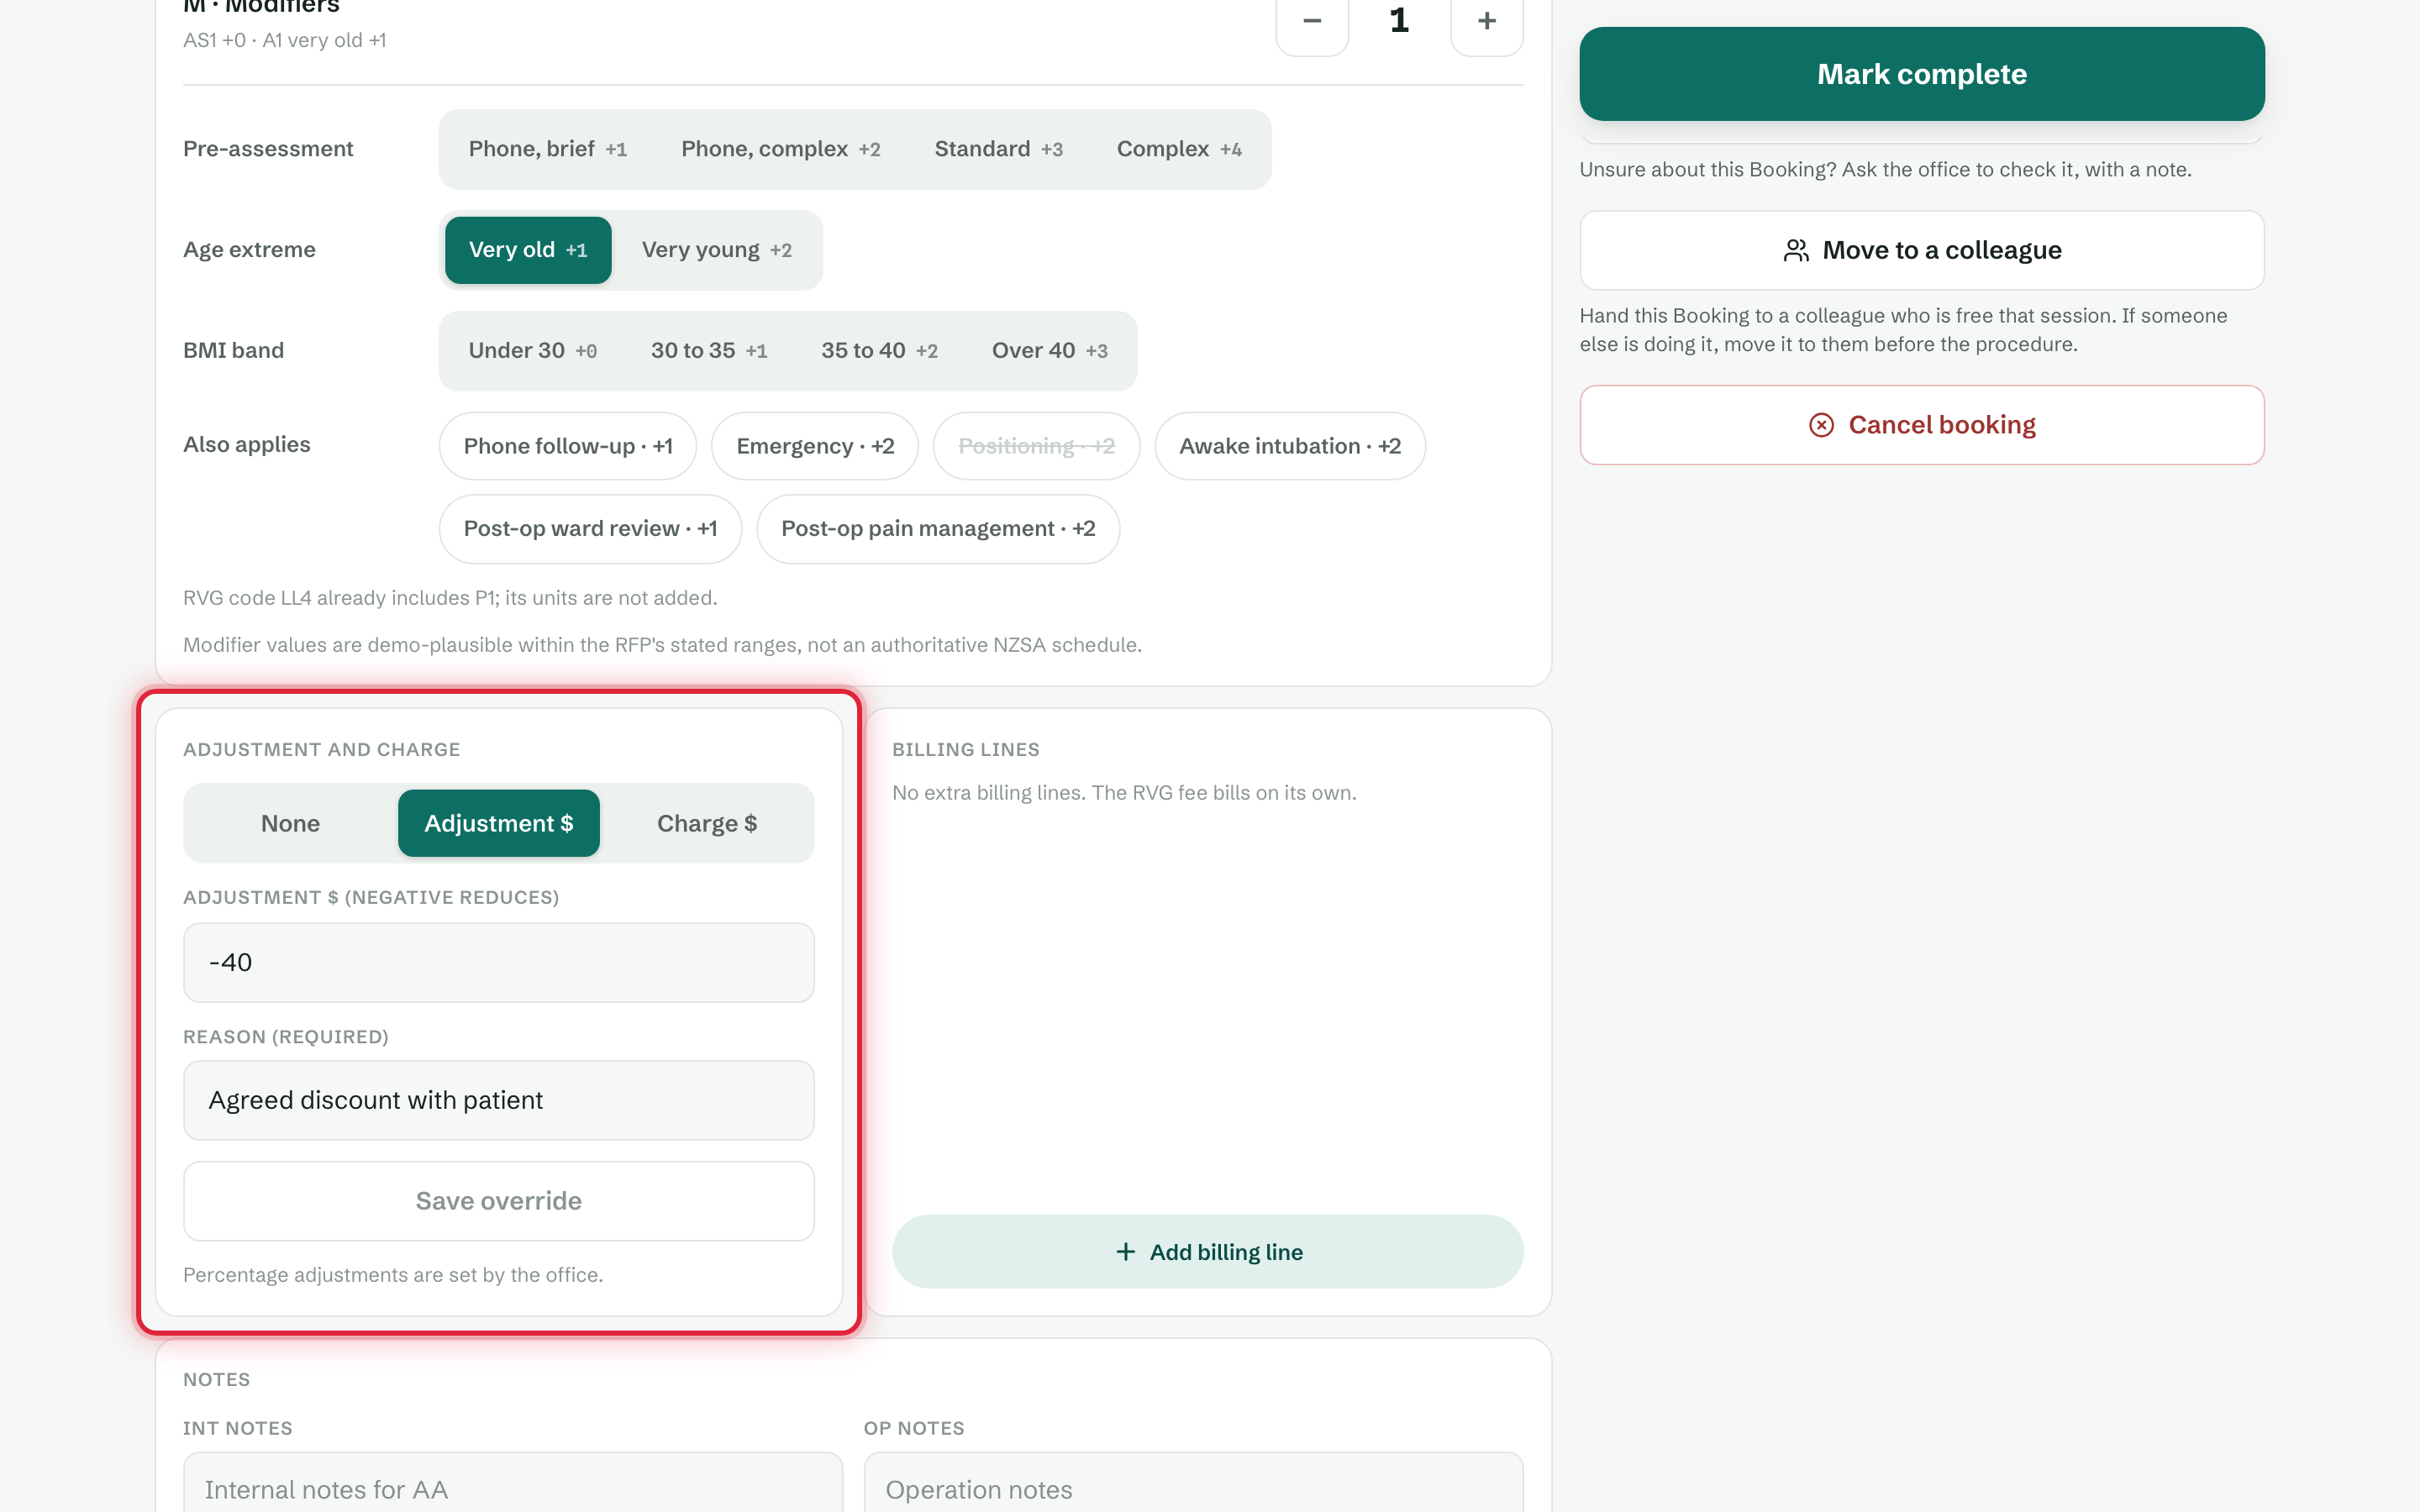 M · Modifiers
AS1 +0 · A1 very old +1
− 1 +
Pre-assessment
Phone, brief +1 Phone, complex +2 Standard +3 Complex +4
Age extreme
Very old +1 Very young +2
BMI band
Under 30 +0 30 to 35 +1 35 to 40 +2 Over 40 +3
Also applies
Phone follow-up · +1 Emergency · +2 Positioning · +2 Awake intubation · +2
Post-op ward review · +1 Post-op pain management · +2
RVG code LL4 already includes P1; its units are not added.
Modifier values are demo-plausible within the RFP's stated ranges, not an authoritative NZSA schedule.
ADJUSTMENT AND CHARGE
None Adjustment $ Charge $
ADJUSTMENT $ (NEGATIVE REDUCES)
-40
REASON (REQUIRED)
Agreed discount with patient
Save override
Percentage adjustments are set by the office.
BILLING LINES
No extra billing lines. The RVG fee bills on its own.
+ Add billing line
NOTES
INT NOTES
Internal notes for AA
OP NOTES
Operation notes
Mark complete
Unsure about this Booking? Ask the office to check it, with a note.
Move to a colleague
Hand this Booking to a colleague who is free that session. If someone
else is doing it, move it to them before the procedure.
Cancel booking